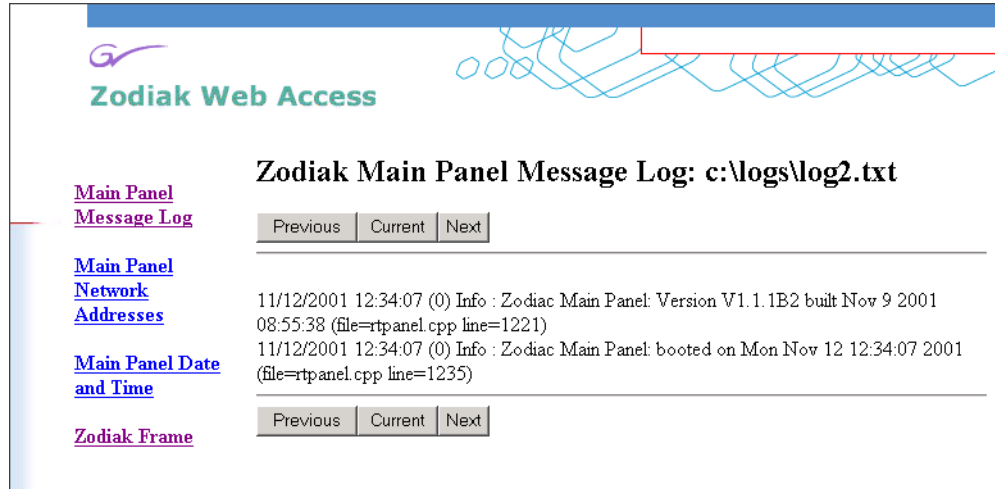 Zodiak Web Access
Zodiak Main Panel Message Log: c:\logs\log2.txt
Main Panel
Message Log
Previous Current Next
Main Panel
Network
Addresses
11/12/2001 12:34:07 (0) Info : Zodiac Main Panel: Version V1.1.1B2 built Nov 9 2001
08:55:38 (file=rtpanel.cpp line=1221)
11/12/2001 12:34:07 (0) Info : Zodiac Main Panel: booted on Mon Nov 12 12:34:07 2001
(file=rtpanel.cpp line=1235)
Main Panel Date
and Time
Previous Current Next
Zodiak Frame